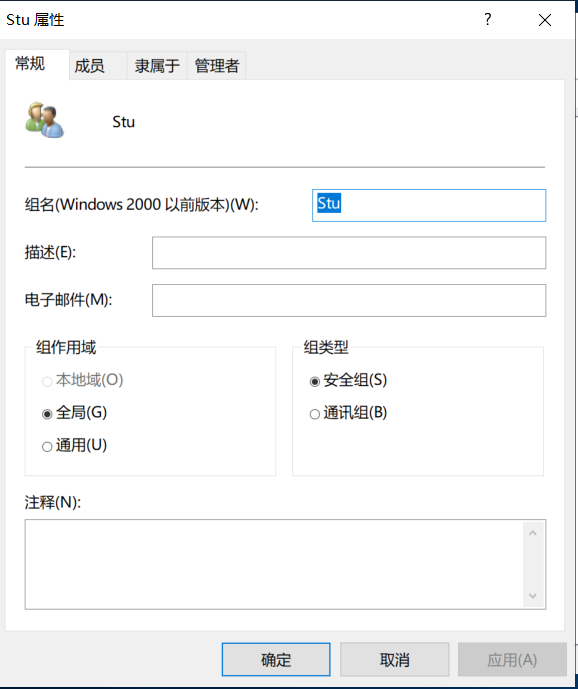 Stu 属性
常规 成员 隶属于 管理者
Stu
组名(Windows 2000 以前版本)(W): Stu
描述(E):
电子邮件(M):
组作用域 组类型
本地域(O) 安全组(S)
全局(G) 通讯组(B)
通用(U)
注释(N):
确定 取消 应用(A)